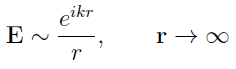 E ∼ e^{ikr}/r, r → ∞